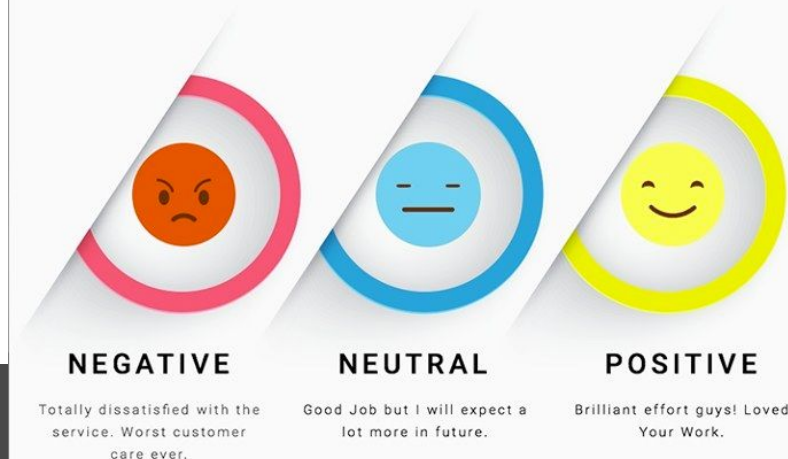 NEGATIVE
Totally dissatisfied with the
service. Worst customer
care ever.
NEUTRAL
Good Job but I will expect a
lot more in future.
POSITIVE
Brilliant effort guys! Loved
Your Work.